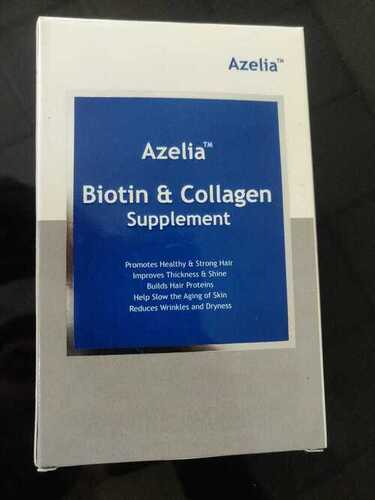 Azelia™
Azelia™
Biotin & Collagen
Supplement
Promotes Healthy & Strong Hair
Improves Thickness & Shine
Builds Hair Proteins
Help Slow the Aging of Skin
Reduces Wrinkles and Dryness